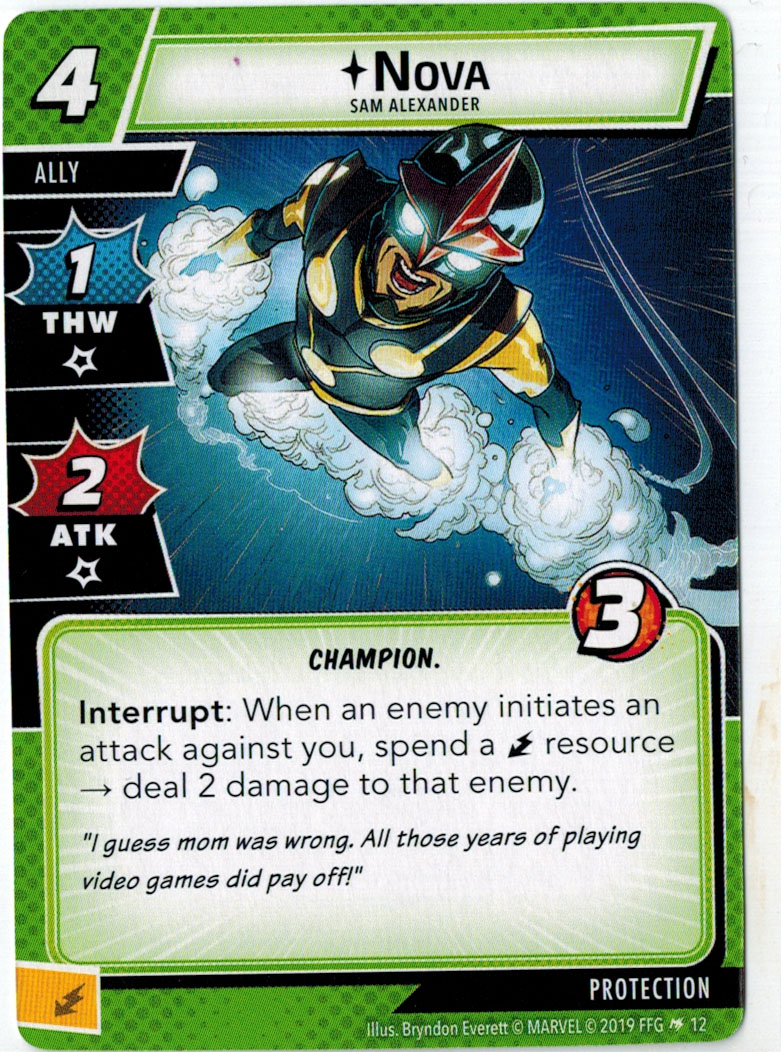 4
Nova
SAM ALEXANDER
ALLY
1
THW
2
ATK
3
CHAMPION.
Interrupt: When an enemy initiates an
attack against you, spend a resource
→ deal 2 damage to that enemy.
"I guess mom was wrong. All those years of playing
video games did pay off!"
PROTECTION
Illus. Bryndon Everett © MARVEL © 2019 FFG 12